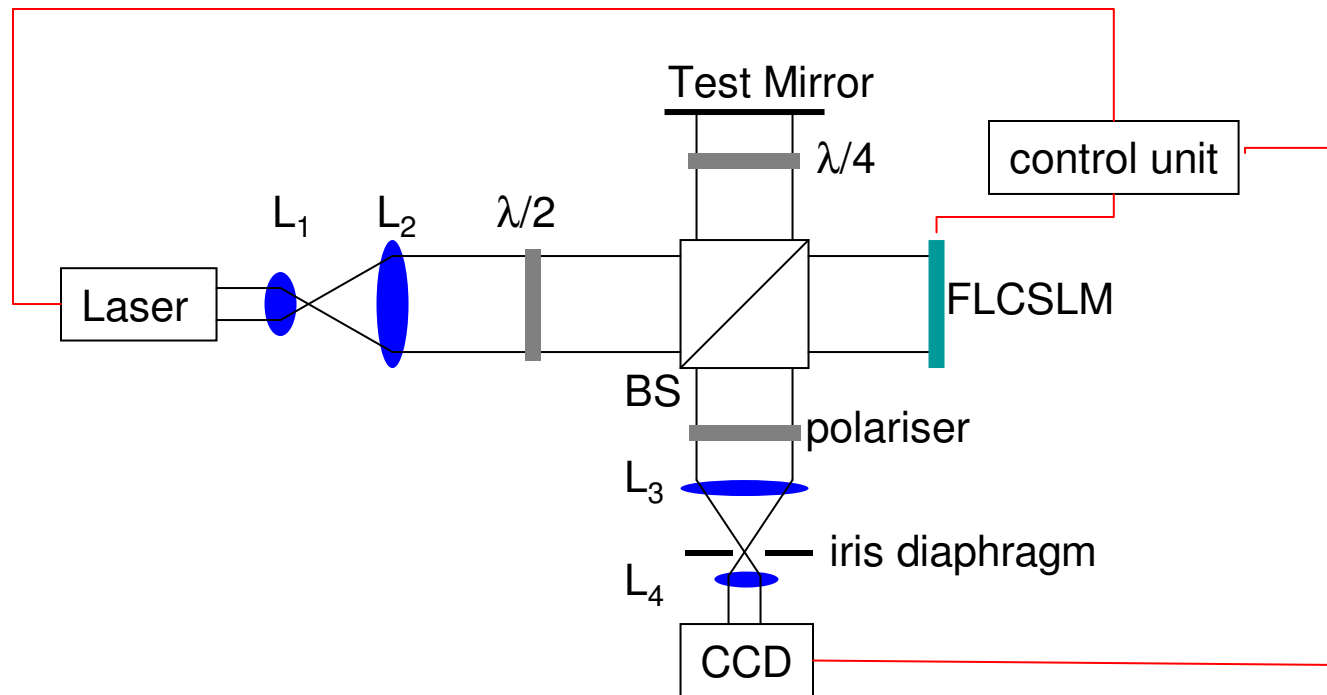 Test Mirror
λ/4
control unit
L₁
L₂
λ/2
Laser
FLCSLM
BS
polariser
L₃
iris diaphragm
L₄
CCD